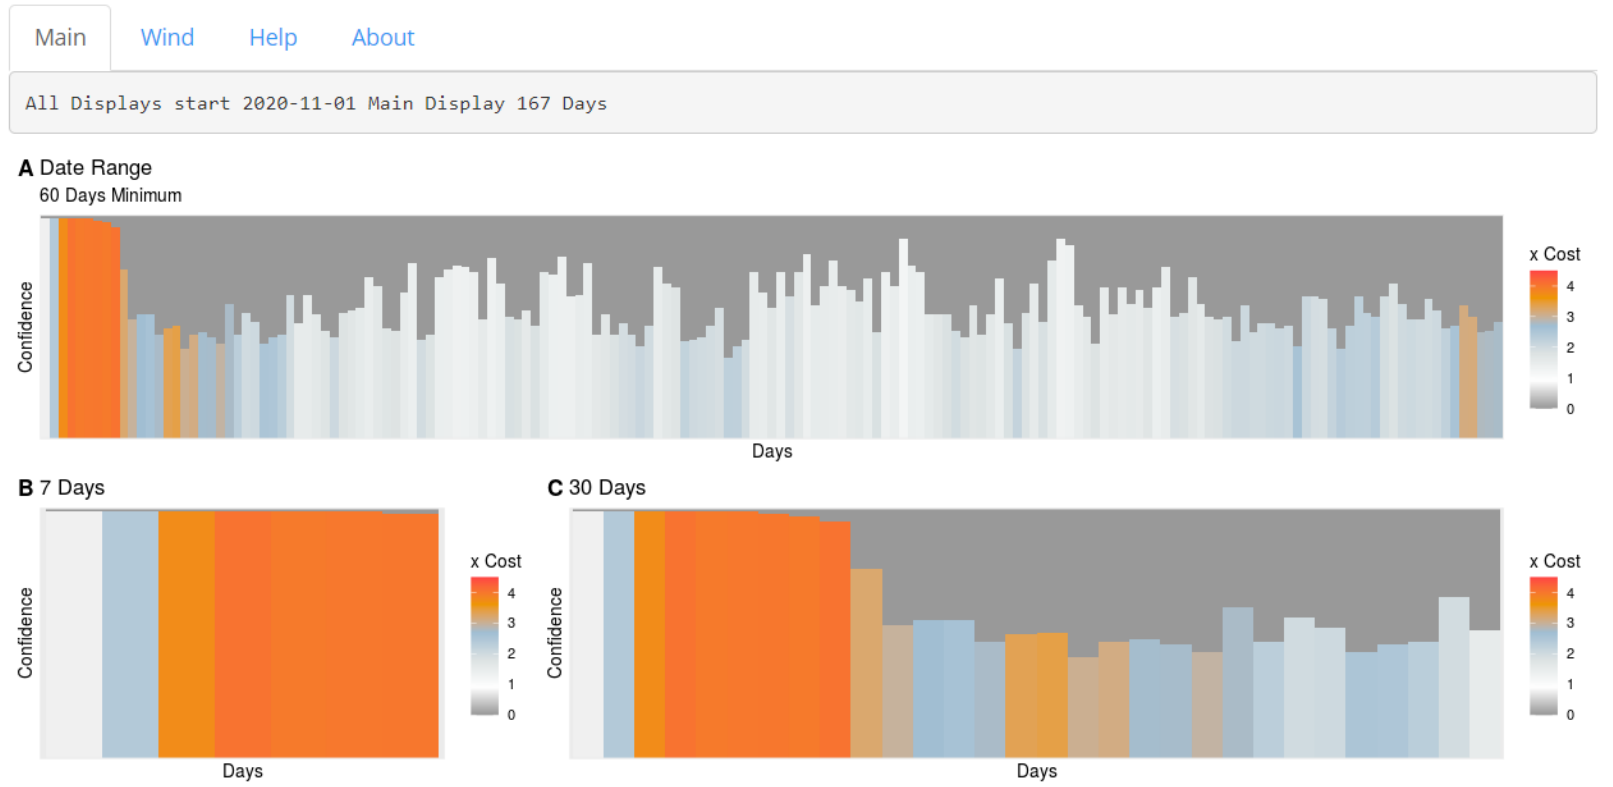 Main Wind Help About
All Displays start 2020-11-01 Main Display 167 Days
A Date Range
60 Days Minimum
Confidence
Days
x Cost
4
3
2
1
0
B 7 Days
Confidence
Days
x Cost
4
3
2
1
0
C 30 Days
Confidence
Days
x Cost
4
3
2
1
0